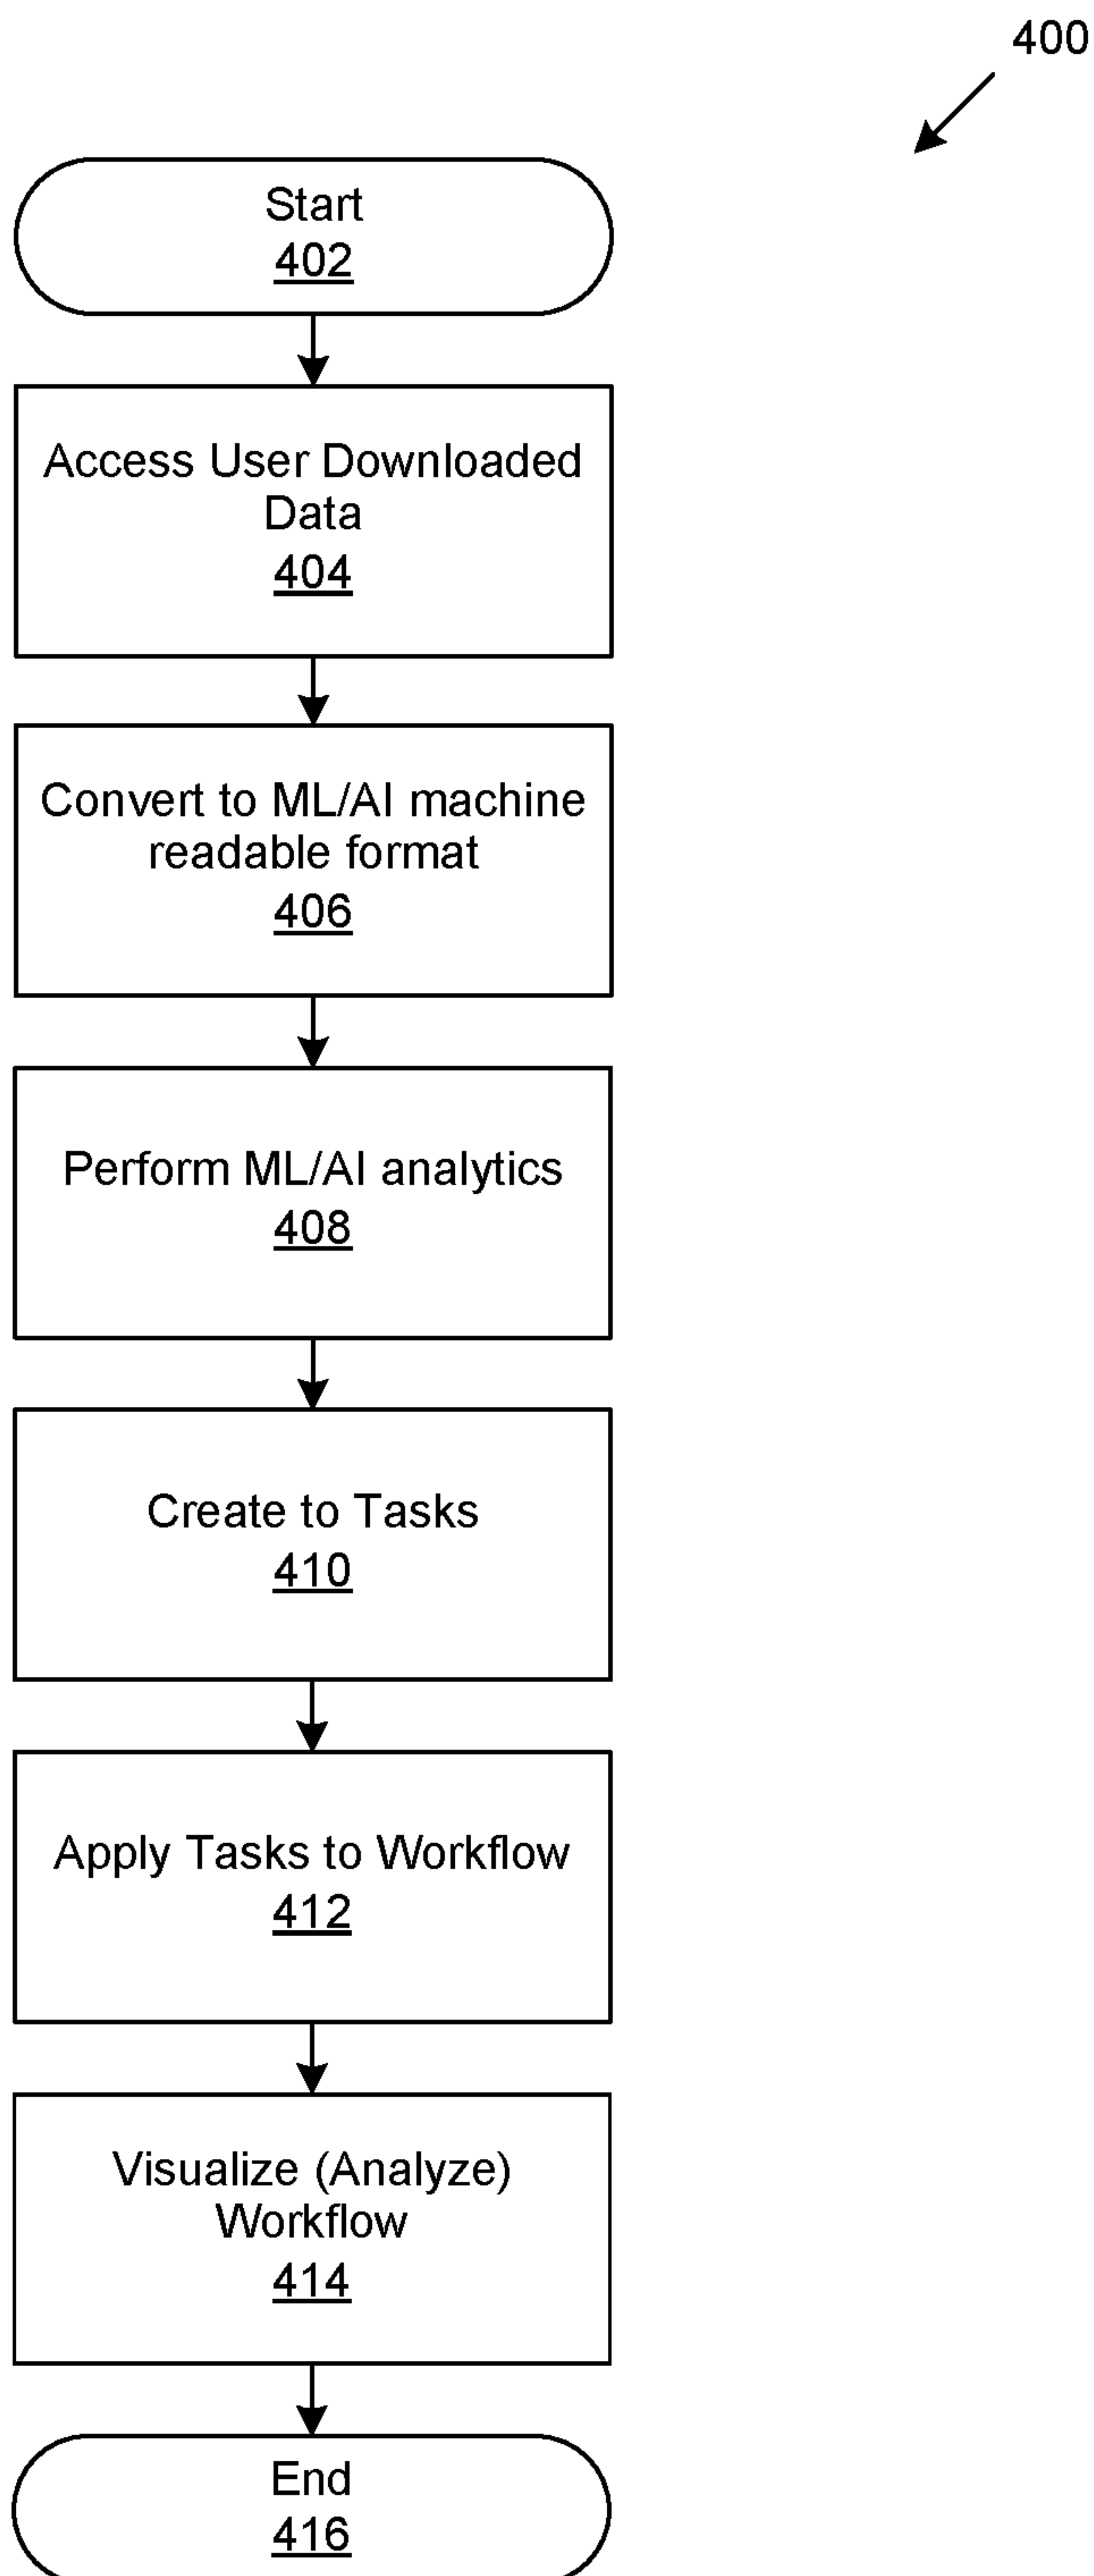 400
Start
402
Access User Downloaded
Data
404
Convert to ML/AI machine
readable format
406
Perform ML/AI analytics
408
Create to Tasks
410
Apply Tasks to Workflow
412
Visualize (Analyze)
Workflow
414
End
416